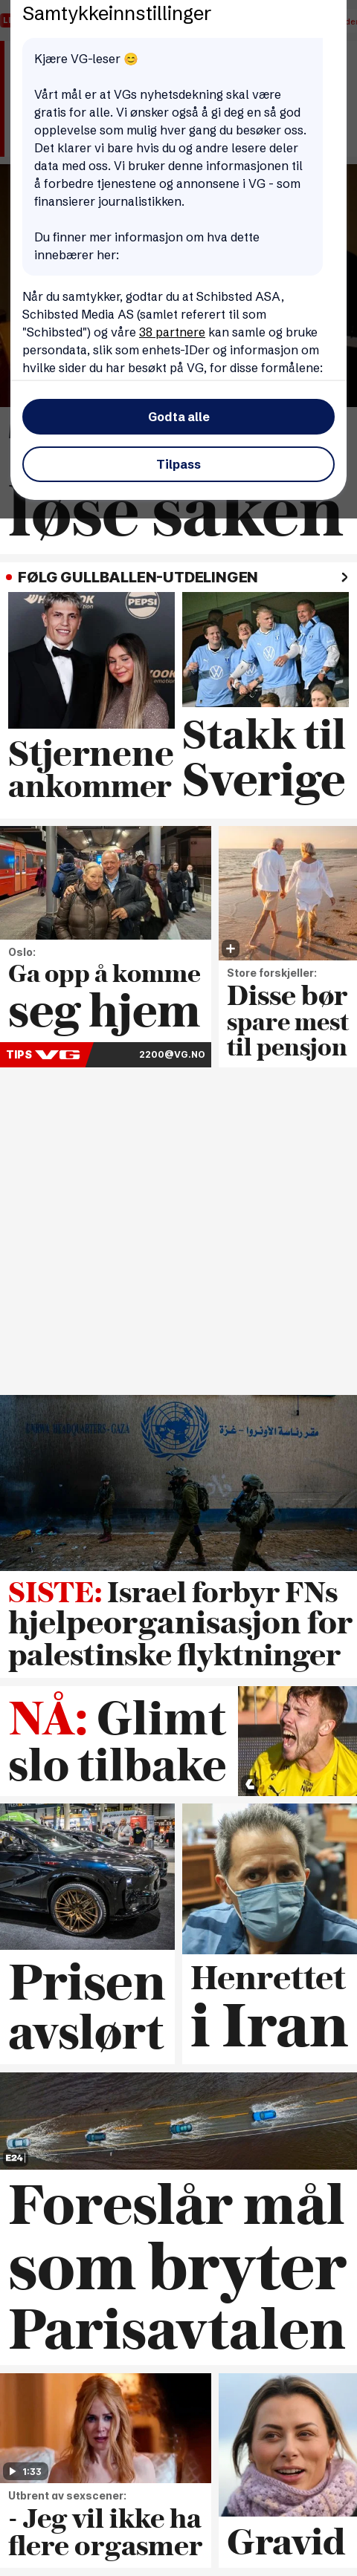 Samtykkeinnstillinger
Kjære VG-leser 😊
Vårt mål er at VGs nyhetsdekning skal være
gratis for alle. Vi ønsker også å gi deg en så god
opplevelse som mulig hver gang du besøker oss.
Det klarer vi bare hvis du og andre lesere deler
data med oss. Vi bruker denne informasjonen til
å forbedre tjenestene og annonsene i VG - som
finansierer journalistikken.
Du finner mer informasjon om hva dette
innebærer her:
Når du samtykker, godtar du at Schibsted ASA,
Schibsted Media AS (samlet referert til som
"Schibsted") og våre 38 partnere kan samle og bruke
persondata, slik som enhets-IDer og informasjon om
hvilke sider du har besøkt på VG, for disse formålene:
Godta alle
Tilpass
løse saken
FØLG GULLBALLEN-UTDELINGEN
PEPSI
Stjernene
ankommer
Stakk til
Sverige
Oslo:
Ga opp å komme
seg hjem
TIPS VG
2200@VG.NO
Store forskjeller:
Disse bør
spare mest
til pensjon
SISTE: Israel forbyr FNs
hjelpeorganisasjon for
palestinske flyktninger
NÅ: Glimt
slo tilbake
Prisen
avslørt
Henrettet
i Iran
E24
Foreslår mål
som bryter
Parisavtalen
1:33
Utbrent av sexscener:
- Jeg vil ikke ha
flere orgasmer
Gravid